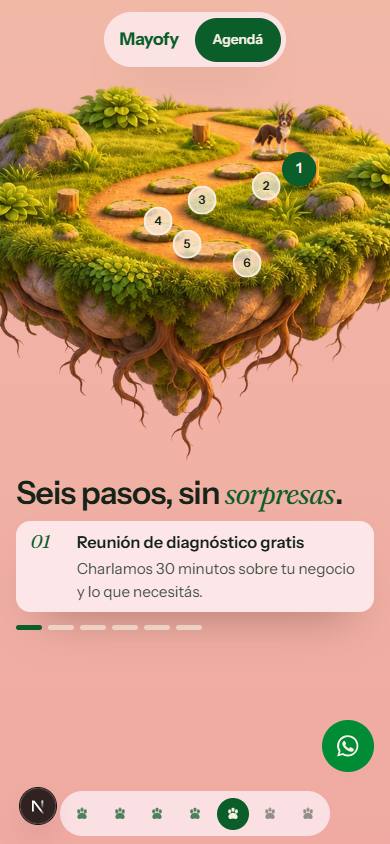 Mayofy
Agendá
1
2
3
4
5
6
Seis pasos, sin sorpresas.
01
Reunión de diagnóstico gratis
Charlamos 30 minutos sobre tu negocio
y lo que necesitás.
N